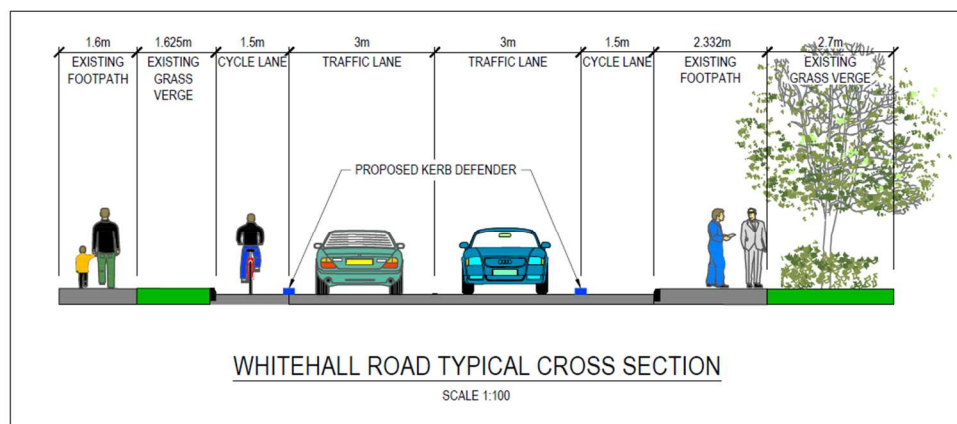 1.6m 1.625m 1.5m 3m 3m 1.5m 2.332m 2.7m
EXISTING FOOTPATH
EXISTING GRASS VERGE
CYCLE LANE
TRAFFIC LANE
TRAFFIC LANE
CYCLE LANE
EXISTING FOOTPATH
EXISTING GRASS VERGE
PROPOSED KERB DEFENDER
WHITEHALL ROAD TYPICAL CROSS SECTION
SCALE 1:100